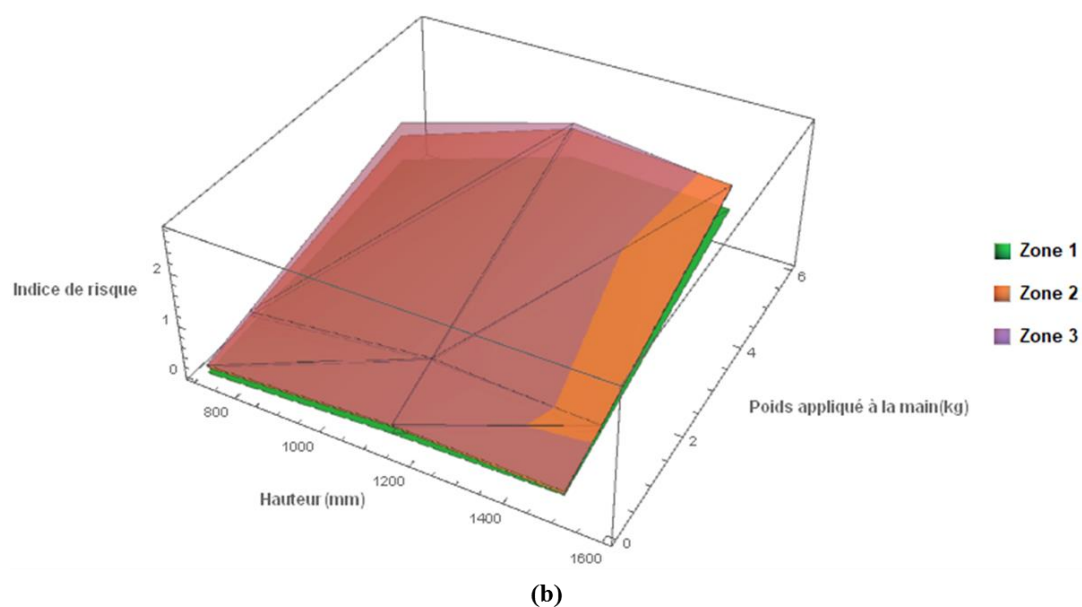 2
Indice de risque
1
0
800
1000
1200
1400
1600
Hauteur (mm)
0
2
4
6
Poids appliqué à la main(kg)
Zone 1
Zone 2
Zone 3
(b)